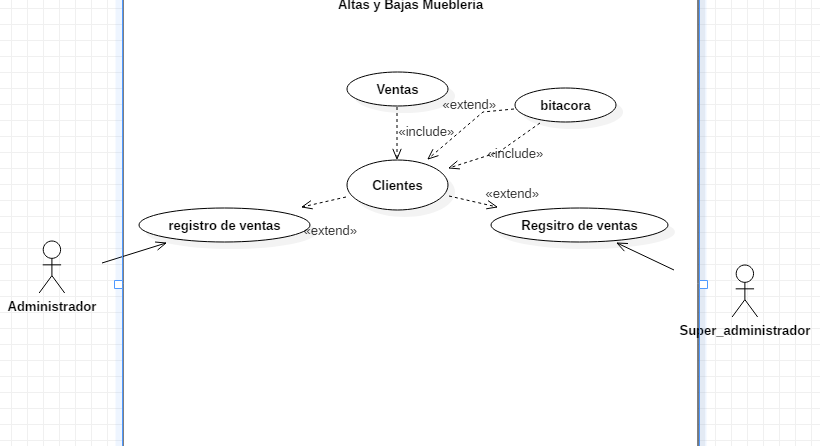 Altas y Bajas Muebleria
Ventas
«extend»
bitacora
«include»
«include»
Clientes
«extend»
registro de ventas
Regsitro de ventas
«extend»
Administrador
Super_administrador